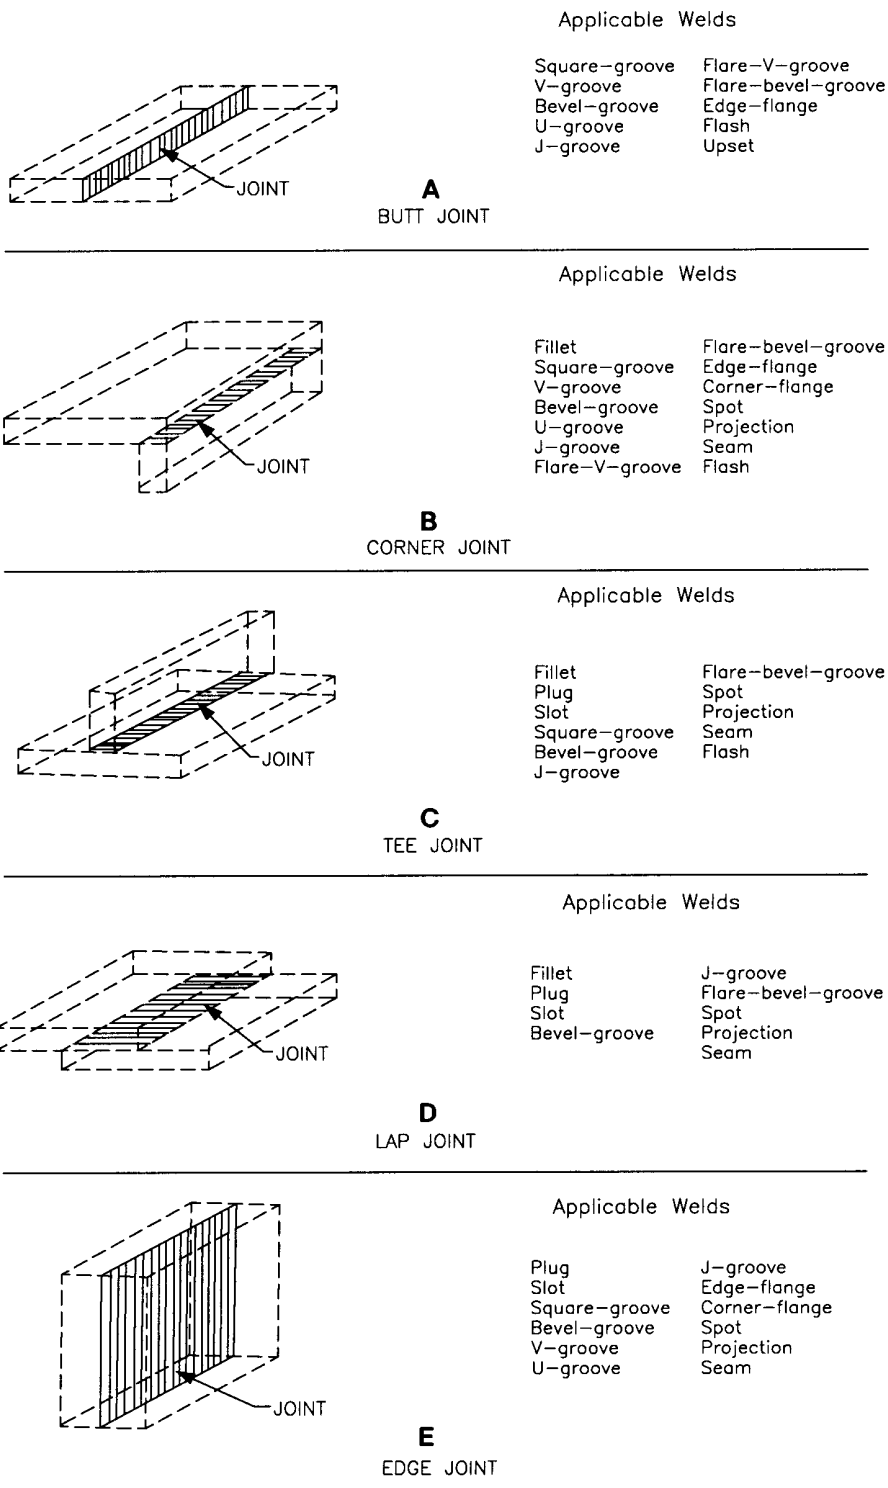 Applicable Welds
Square-groove Flare-V-groove
V-groove Flare-bevel-groove
Bevel-groove Edge-flange
U-groove Flash
J-groove Upset
JOINT
A
BUTT JOINT
Applicable Welds
Fillet Flare-bevel-groove
Square-groove Edge-flange
V-groove Corner-flange
Bevel-groove Spot
U-groove Projection
J-groove Seam
Flare-V-groove Flash
JOINT
B
CORNER JOINT
Applicable Welds
Fillet Flare-bevel-groove
Plug Spot
Slot Projection
Square-groove Seam
Bevel-groove Flash
J-groove
JOINT
C
TEE JOINT
Applicable Welds
Fillet J-groove
Plug Flare-bevel-groove
Slot Spot
Bevel-groove Projection
Seam
JOINT
D
LAP JOINT
Applicable Welds
Plug J-groove
Slot Edge-flange
Square-groove Corner-flange
Bevel-groove Spot
V-groove Projection
U-groove Seam
JOINT
E
EDGE JOINT